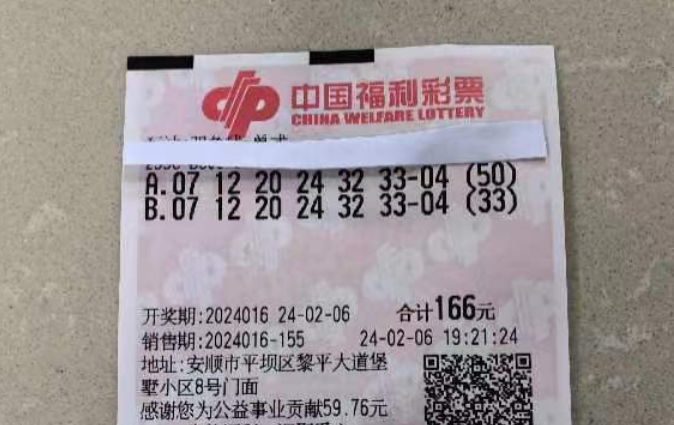 中国福利彩票
CHINA WELFARE LOTTERY
A.07 12 20 24 32 33-04 (50)
B.07 12 20 24 32 33-04 (33)
开奖期:2024016 24-02-06 合计166元
销售期:2024016-155 24-02-06 19:21:24
地址:安顺市平坝区黎平大道堡
墅小区8号门面
感谢您为公益事业贡献59.76元